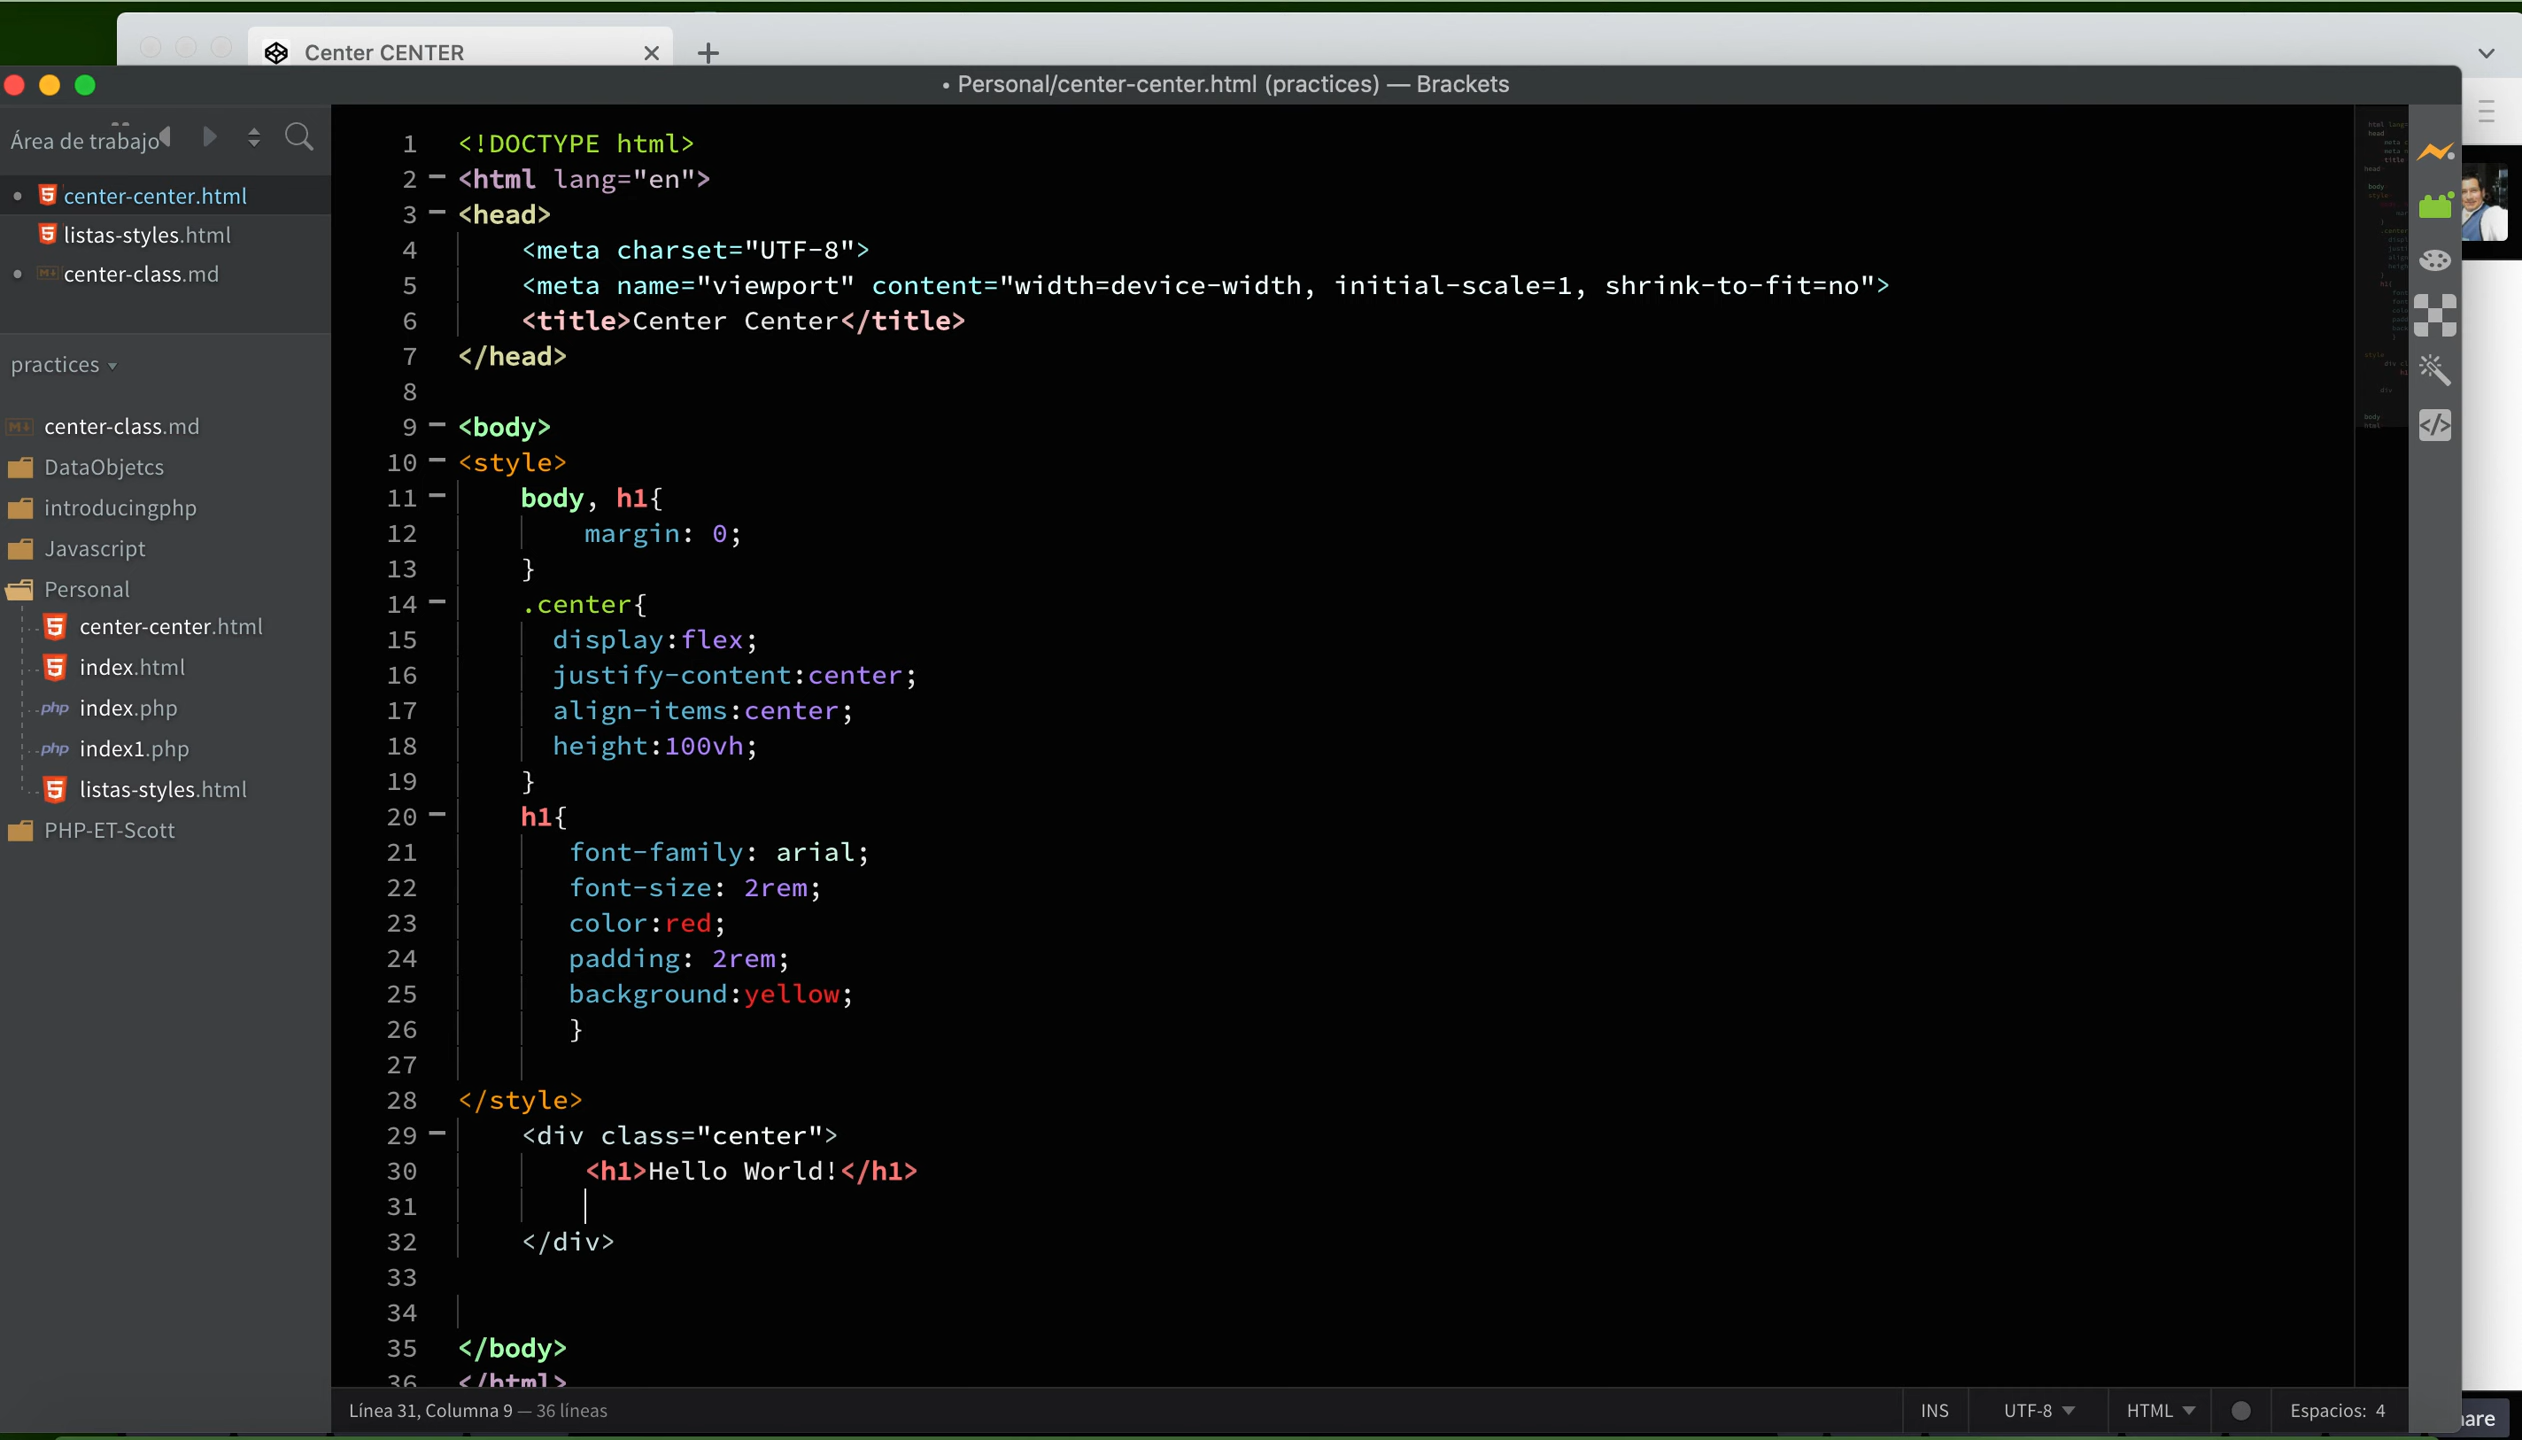 Center CENTER
• Personal/center-center.html (practices) — Brackets
Área de trabajo
center-center.html
listas-styles.html
center-class.md
practices
center-class.md
DataObjetcs
introducingphp
Javascript
Personal
center-center.html
index.html
php index.php
php index1.php
listas-styles.html
PHP-ET-Scott
1 <!DOCTYPE html>
2 <html lang="en">
3 <head>
4 <meta charset="UTF-8">
5 <meta name="viewport" content="width=device-width, initial-scale=1, shrink-to-fit=no">
6 <title>Center Center</title>
7 </head>
8
9 <body>
10 <style>
11 body, h1{
12 margin: 0;
13 }
14 .center{
15 display:flex;
16 justify-content:center;
17 align-items:center;
18 height:100vh;
19 }
20 h1{
21 font-family: arial;
22 font-size: 2rem;
23 color:red;
24 padding: 2rem;
25 background:yellow;
26 }
27
28 </style>
29 <div class="center">
30 <h1>Hello World!</h1>
31
32 </div>
33
34
35 </body>
36 </html>
Línea 31, Columna 9 — 36 líneas
INS
UTF-8
HTML
Espacios: 4